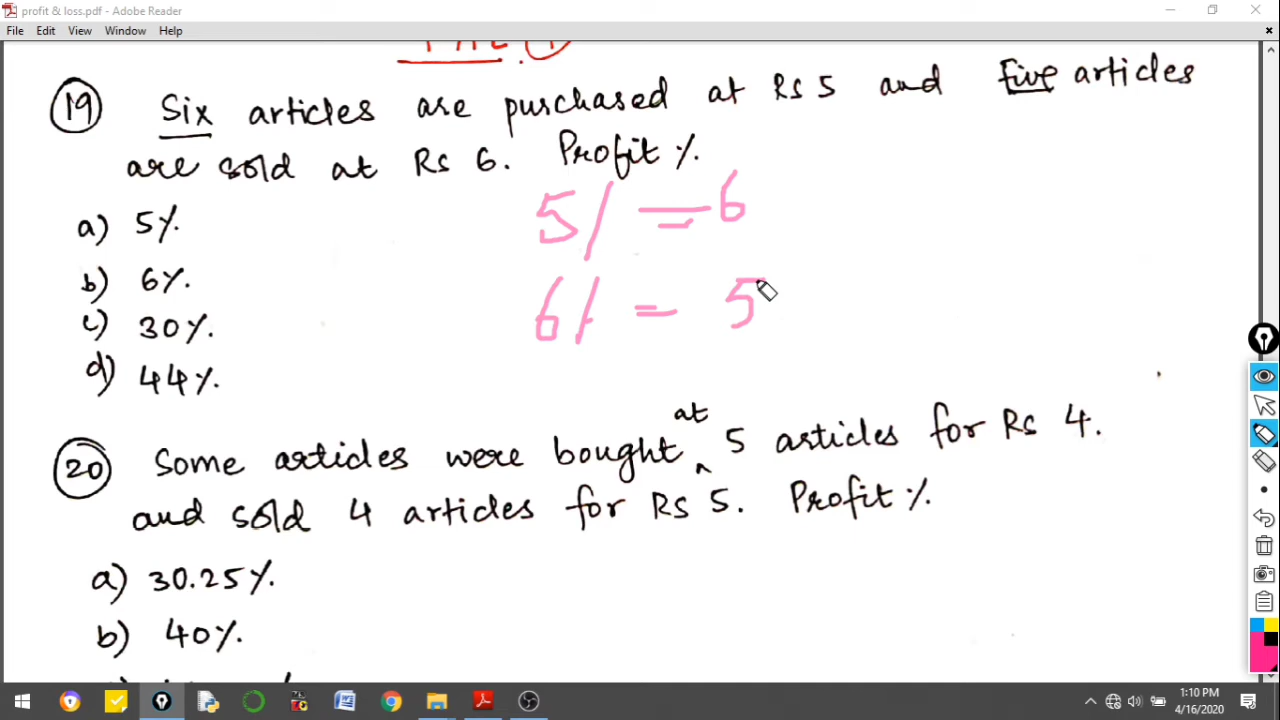 profit & loss.pdf - Adobe Reader
File Edit View Window Help
19 Six articles are purchased at Rs 5 and Five articles
are sold at Rs 6. Profit %.
a) 5%.
b) 6%.
c) 30%.
d) 44%.
5/ = 6
6/ = 5
20 Some articles were bought at 5 articles for Rs 4.
and sold 4 articles for Rs 5. Profit %.
a) 30.25%.
b) 40%.
1:10 PM
4/16/2020